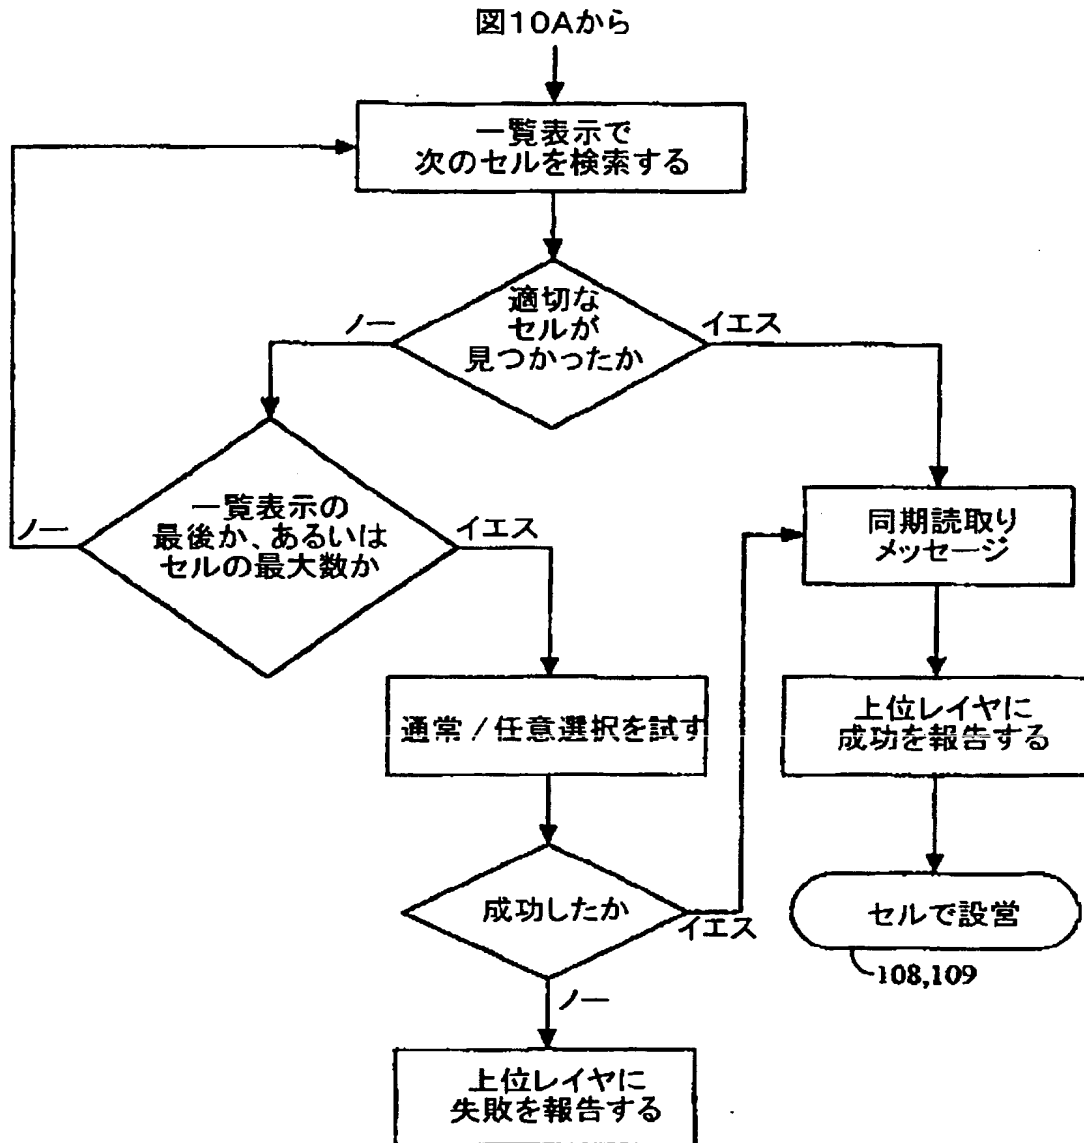 図10Aから
一覧表示で
次のセルを検索する
適切な
セルが
見つかったか
ノー
イエス
一覧表示の
最後か、あるいは
セルの最大数か
ノー
イエス
同期読取り
メッセージ
通常/任意選択を試す
上位レイヤに
成功を報告する
成功したか
イエス
セルで設営
108,109
ノー
上位レイヤに
失敗を報告する